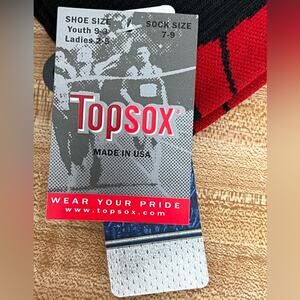 SHOE SIZE
Youth 9-3
Ladies 2-8
SOCK SIZE
7-9
Topsox
MADE IN USA
WEAR YOUR PRIDE
www.topsox.com